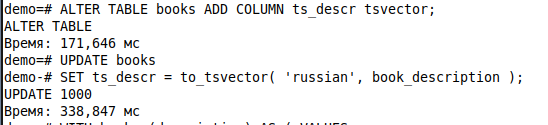 demo=# ALTER TABLE books ADD COLUMN ts_descr tsvector;
ALTER TABLE
Время: 171,646 мс
demo=# UPDATE books
demo-# SET ts_descr = to_tsvector( 'russian', book_description );
UPDATE 1000
Время: 338,847 мс